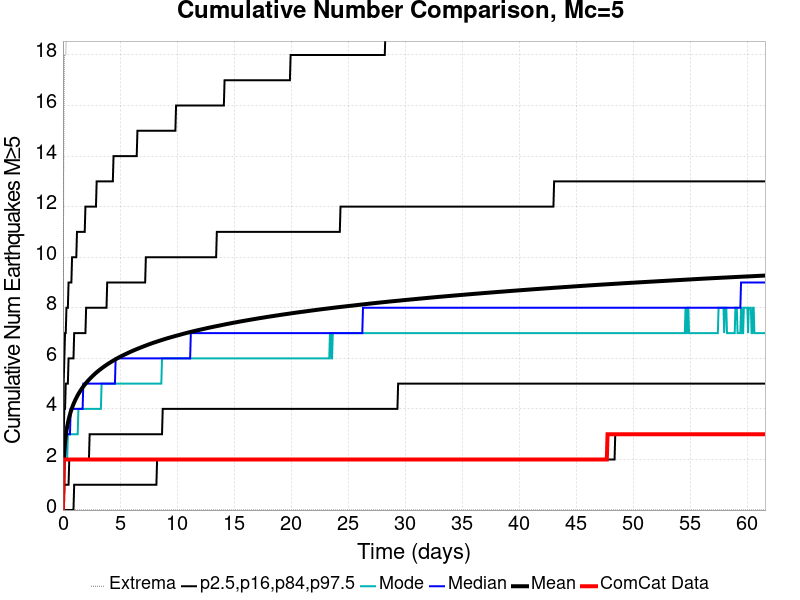 Cumulative Number Comparison, Mc=5
Cumulative Num Earthquakes M≥5
18
16
14
12
10
8
6
4
2
0
0 5 10 15 20 25 30 35 40 45 50 55 60
Time (days)
Extrema p2.5,p16,p84,p97.5 Mode Median Mean ComCat Data